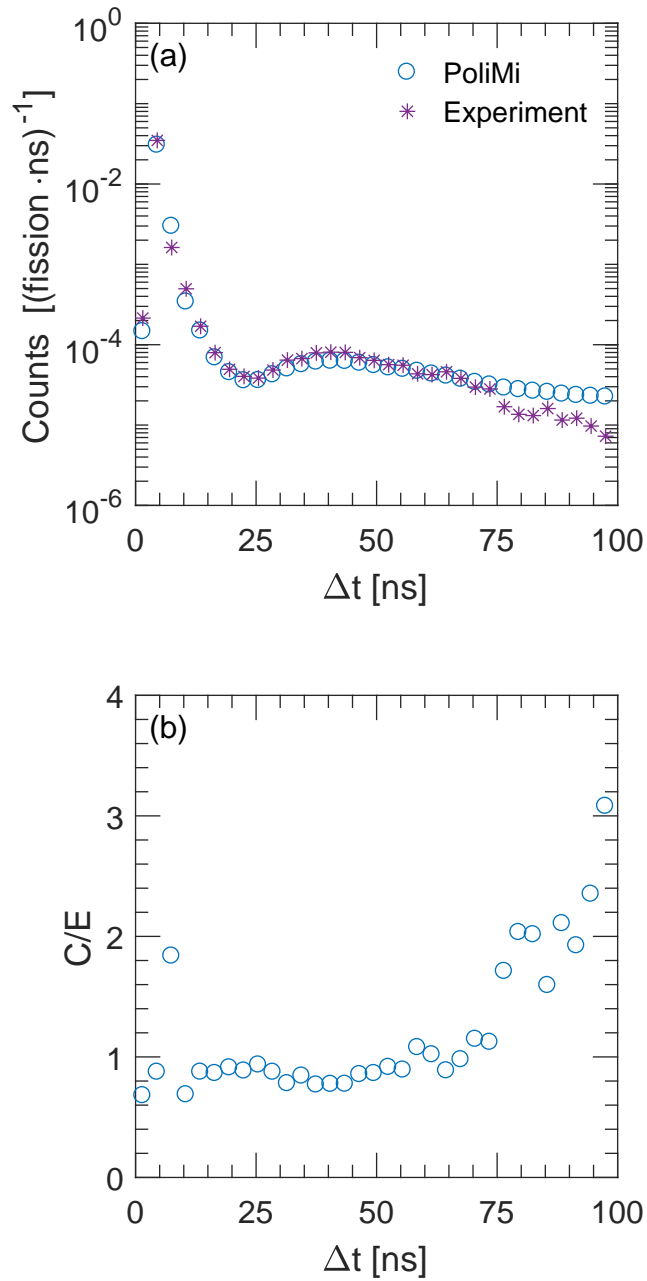 (a)
PoliMi
Experiment
10^0
10^-2
10^-4
10^-6
Counts [(fission ·ns)^-1]
0 25 50 75 100
Δt [ns]
(b)
4
3
2
1
0
C/E
0 25 50 75 100
Δt [ns]